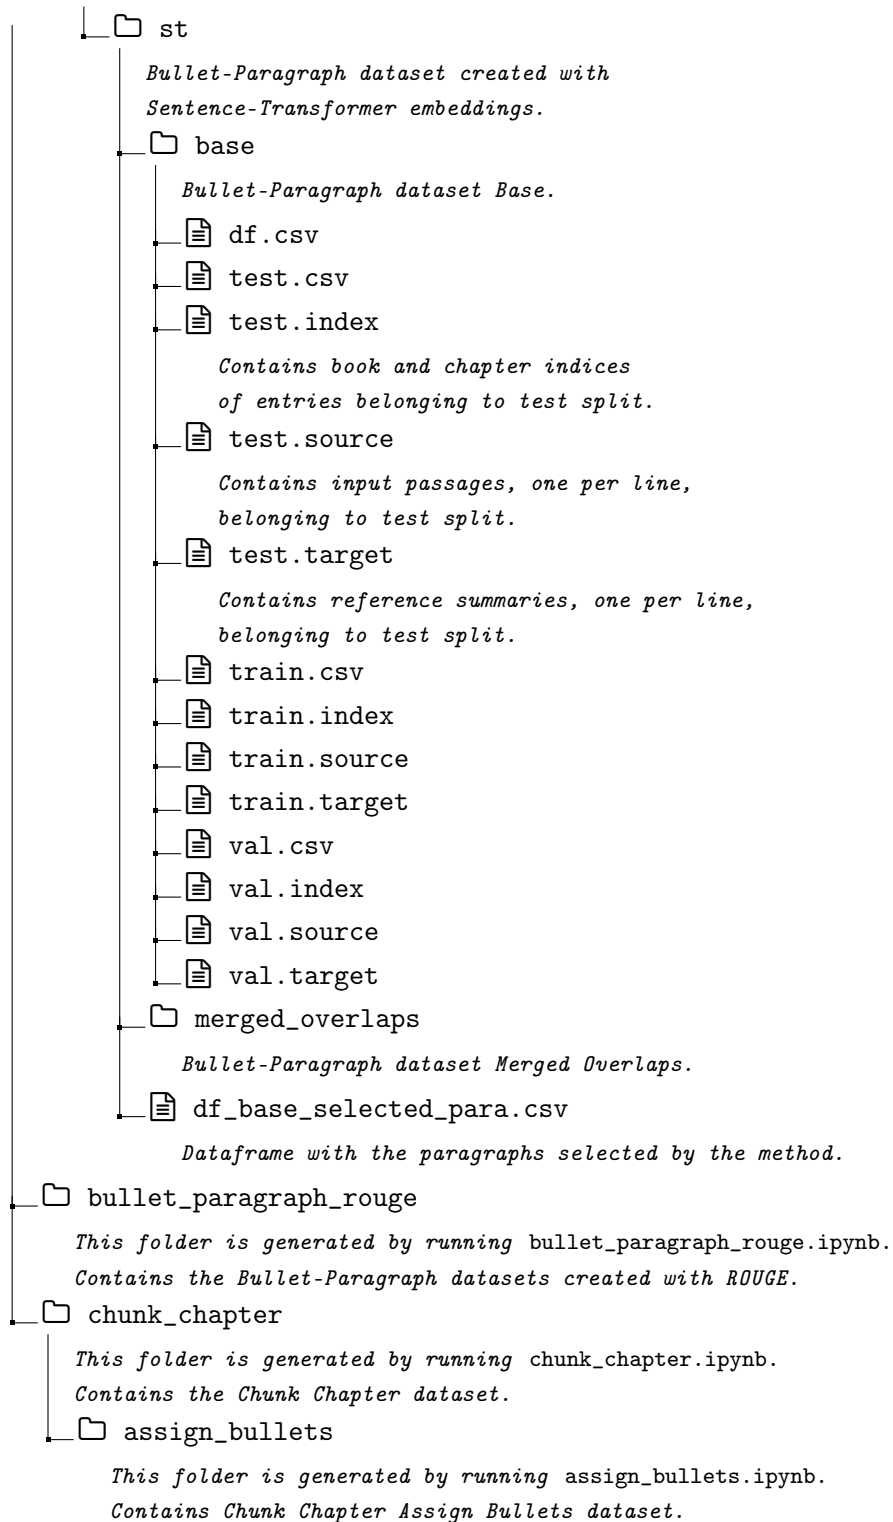 st
Bullet-Paragraph dataset created with
Sentence-Transformer embeddings.
base
Bullet-Paragraph dataset Base.
df.csv
test.csv
test.index
Contains book and chapter indices
of entries belonging to test split.
test.source
Contains input passages, one per line,
belonging to test split.
test.target
Contains reference summaries, one per line,
belonging to test split.
train.csv
train.index
train.source
train.target
val.csv
val.index
val.source
val.target
merged_overlaps
Bullet-Paragraph dataset Merged Overlaps.
df_base_selected_para.csv
Dataframe with the paragraphs selected by the method.
bullet_paragraph_rouge
This folder is generated by running bullet_paragraph_rouge.ipynb.
Contains the Bullet-Paragraph datasets created with ROUGE.
chunk_chapter
This folder is generated by running chunk_chapter.ipynb.
Contains the Chunk Chapter dataset.
assign_bullets
This folder is generated by running assign_bullets.ipynb.
Contains Chunk Chapter Assign Bullets dataset.